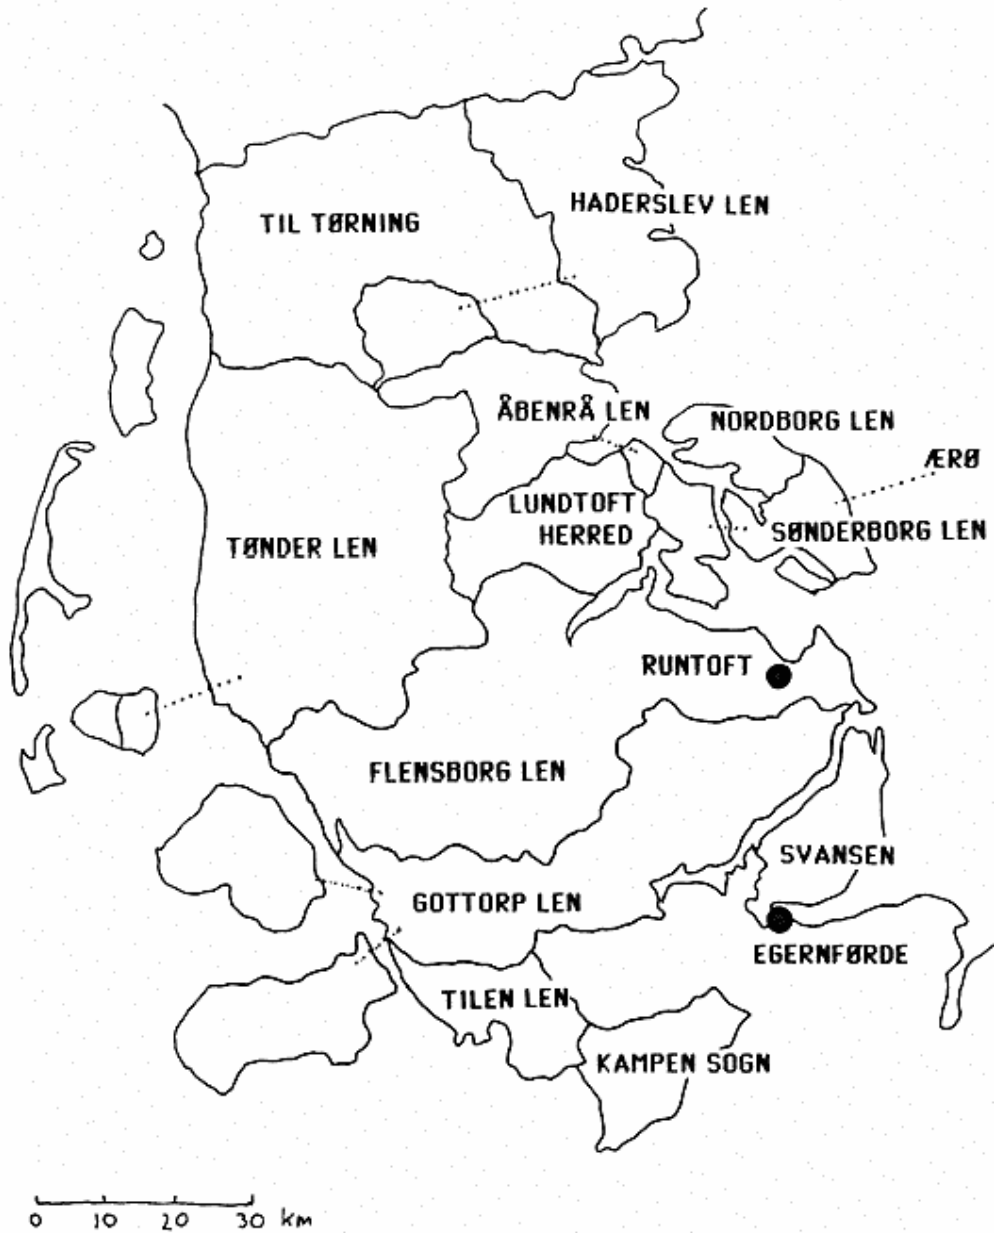 HADERSLEV LEN
TIL TØRNING
ÅBENRÅ LEN
NORDBORG LEN
ÆRØ
LUNDTOFT
HERRED
SØNDERBORG LEN
TØNDER LEN
RUNTOFT
FLENSBORG LEN
SVANSEN
GOTTORP LEN
EGERNFØRDE
TILEN LEN
KAMPEN SOGN
0 10 20 30 km